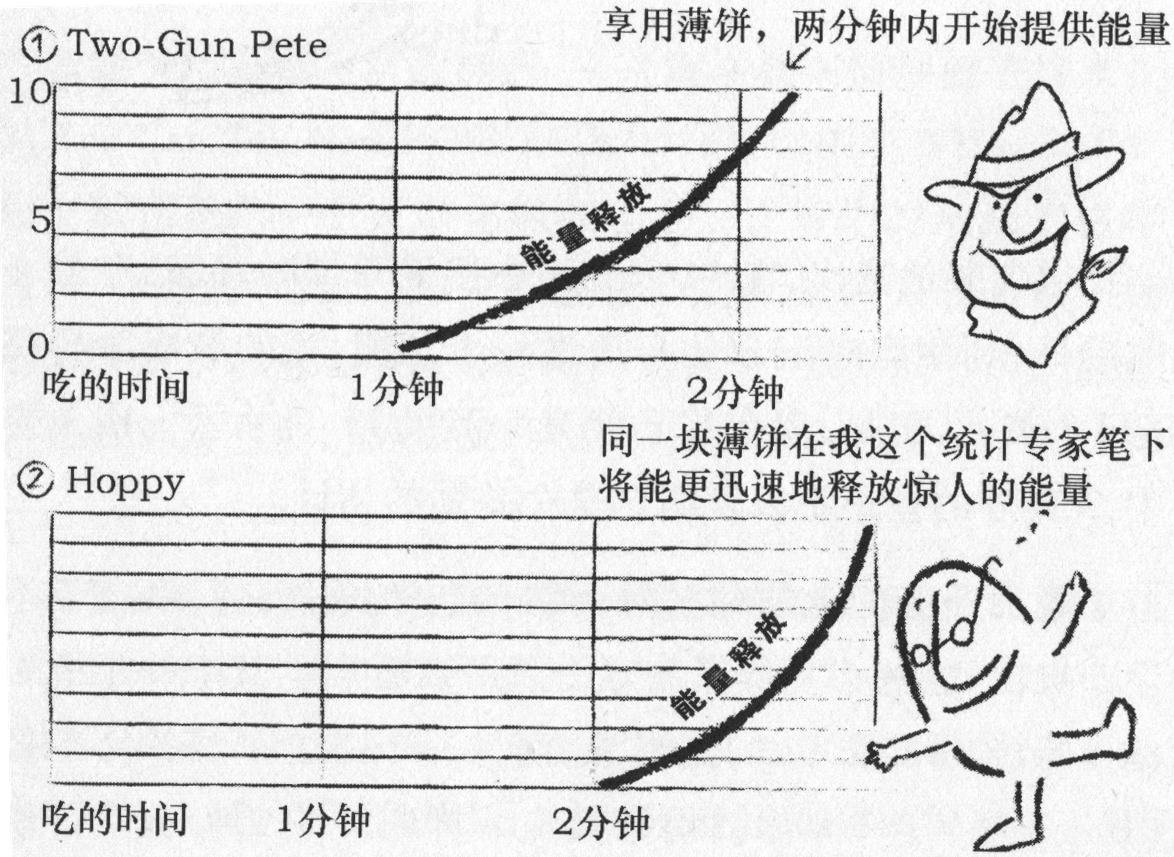 享用薄饼，两分钟内开始提供能量
① Two-Gun Pete
10
5
0
能量释放
吃的时间 1分钟 2分钟
同一块薄饼在我这个统计专家笔下
将能更迅速地释放惊人的能量
② Hoppy
能量释放
吃的时间 1分钟 2分钟